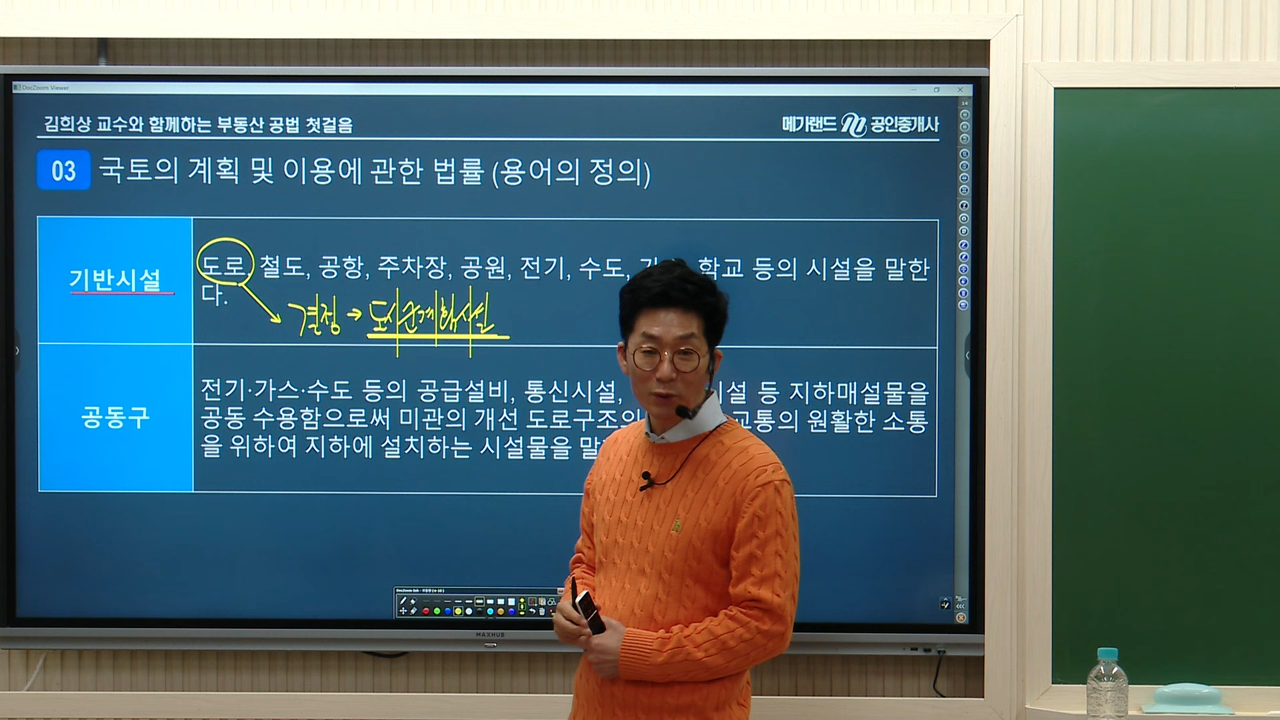 DocZoom Viewer
김희상 교수와 함께하는 부동산 공법 첫걸음
메가랜드 공인중개사
03 국토의 계획 및 이용에 관한 법률 (용어의 정의)
기반시설
도로, 철도, 공항, 주차장, 공원, 전기, 수도, 학교 등의 시설을 말한
다.
결정 → 도시군계획시설
공동구
전기·가스·수도 등의 공급설비, 통신시설, 시설 등 지하매설물을
공동 수용함으로써 미관의 개선 도로구조의 교통의 원활한 소통
을 위하여 지하에 설치하는 시설물을
MAXHUB